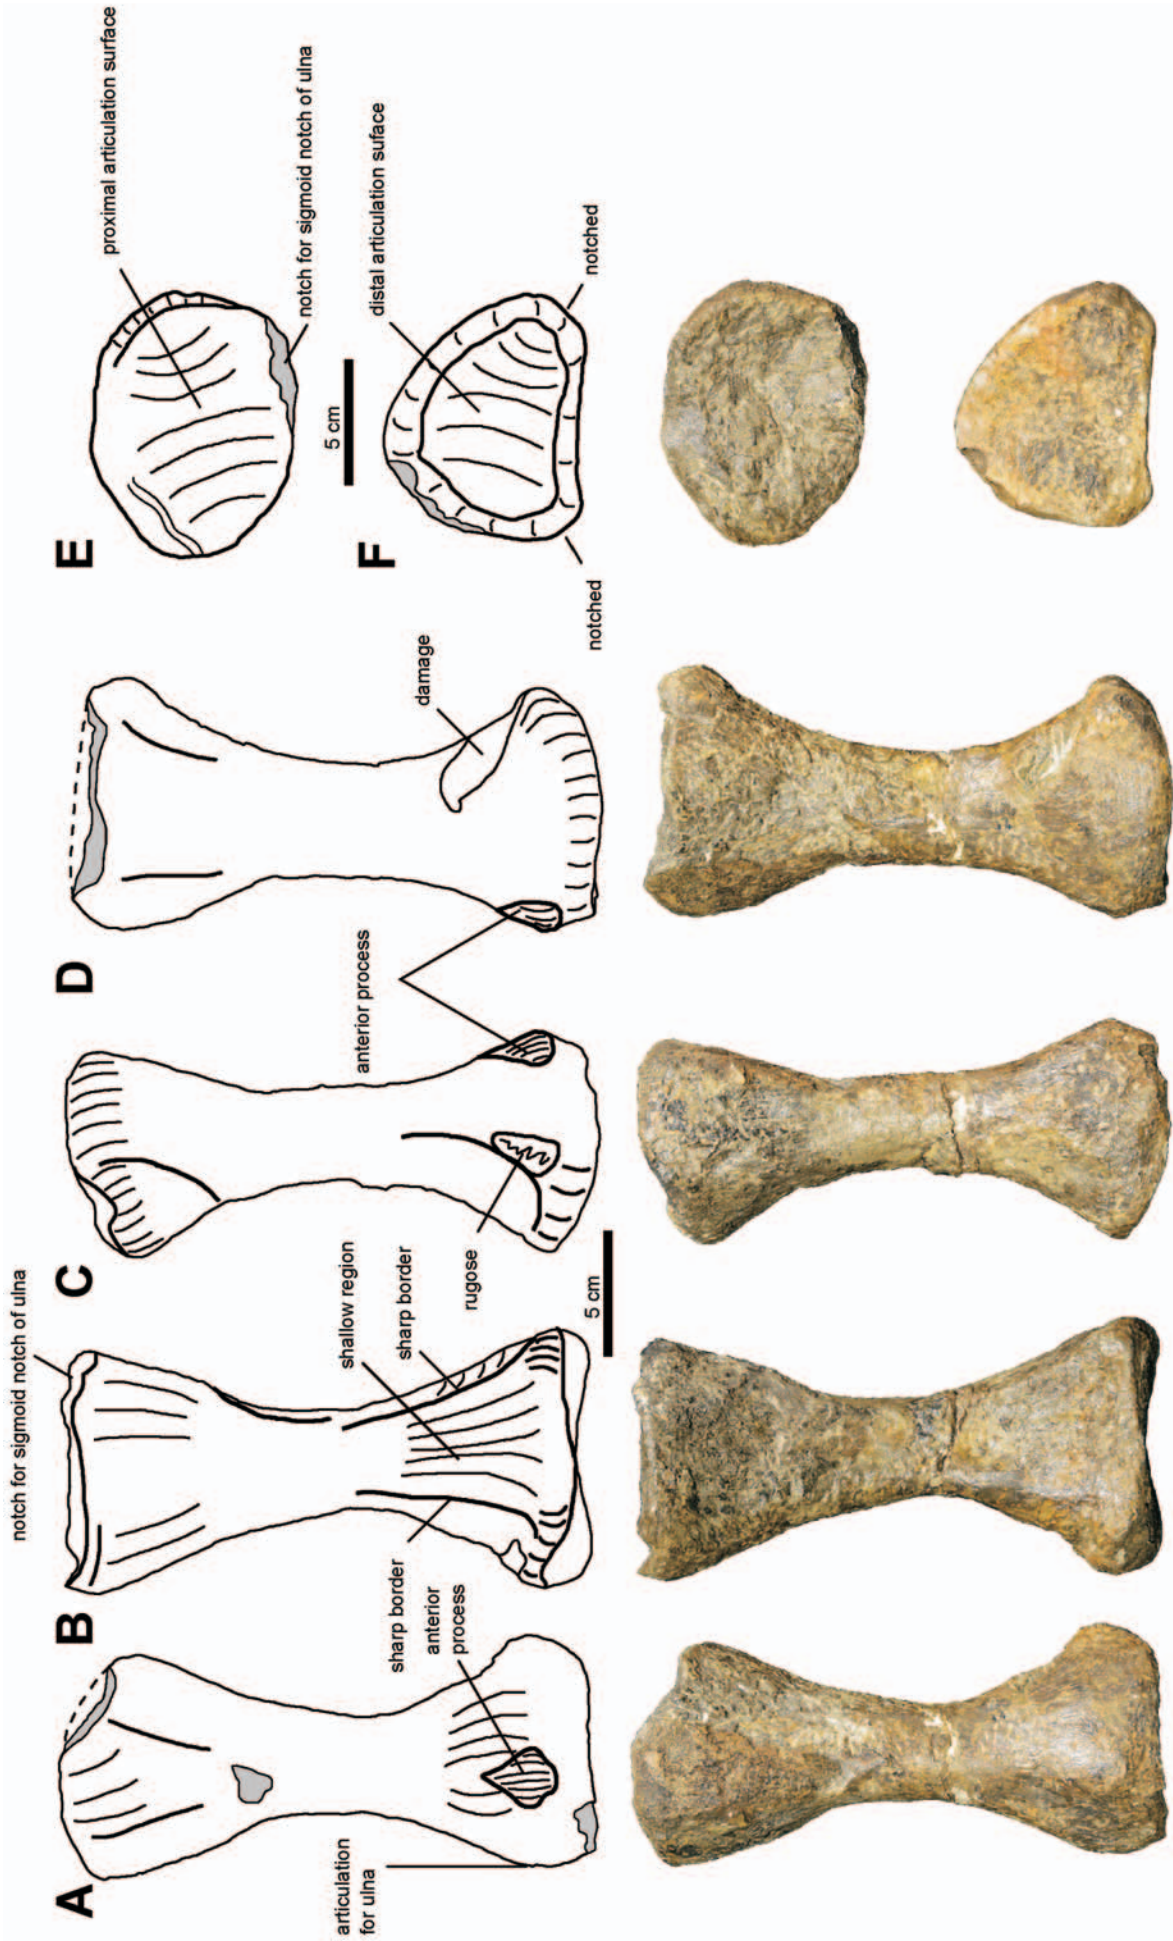 A
articulation
for ulna
sharp border
anterior
process
B
notch for sigmoid notch of ulna
shallow region
sharp border
5 cm
C
rugose
anterior process
D
damage
E
proximal articulation surface
notch for sigmoid notch of ulna
5 cm
F
distal articulation suface
notched
notched